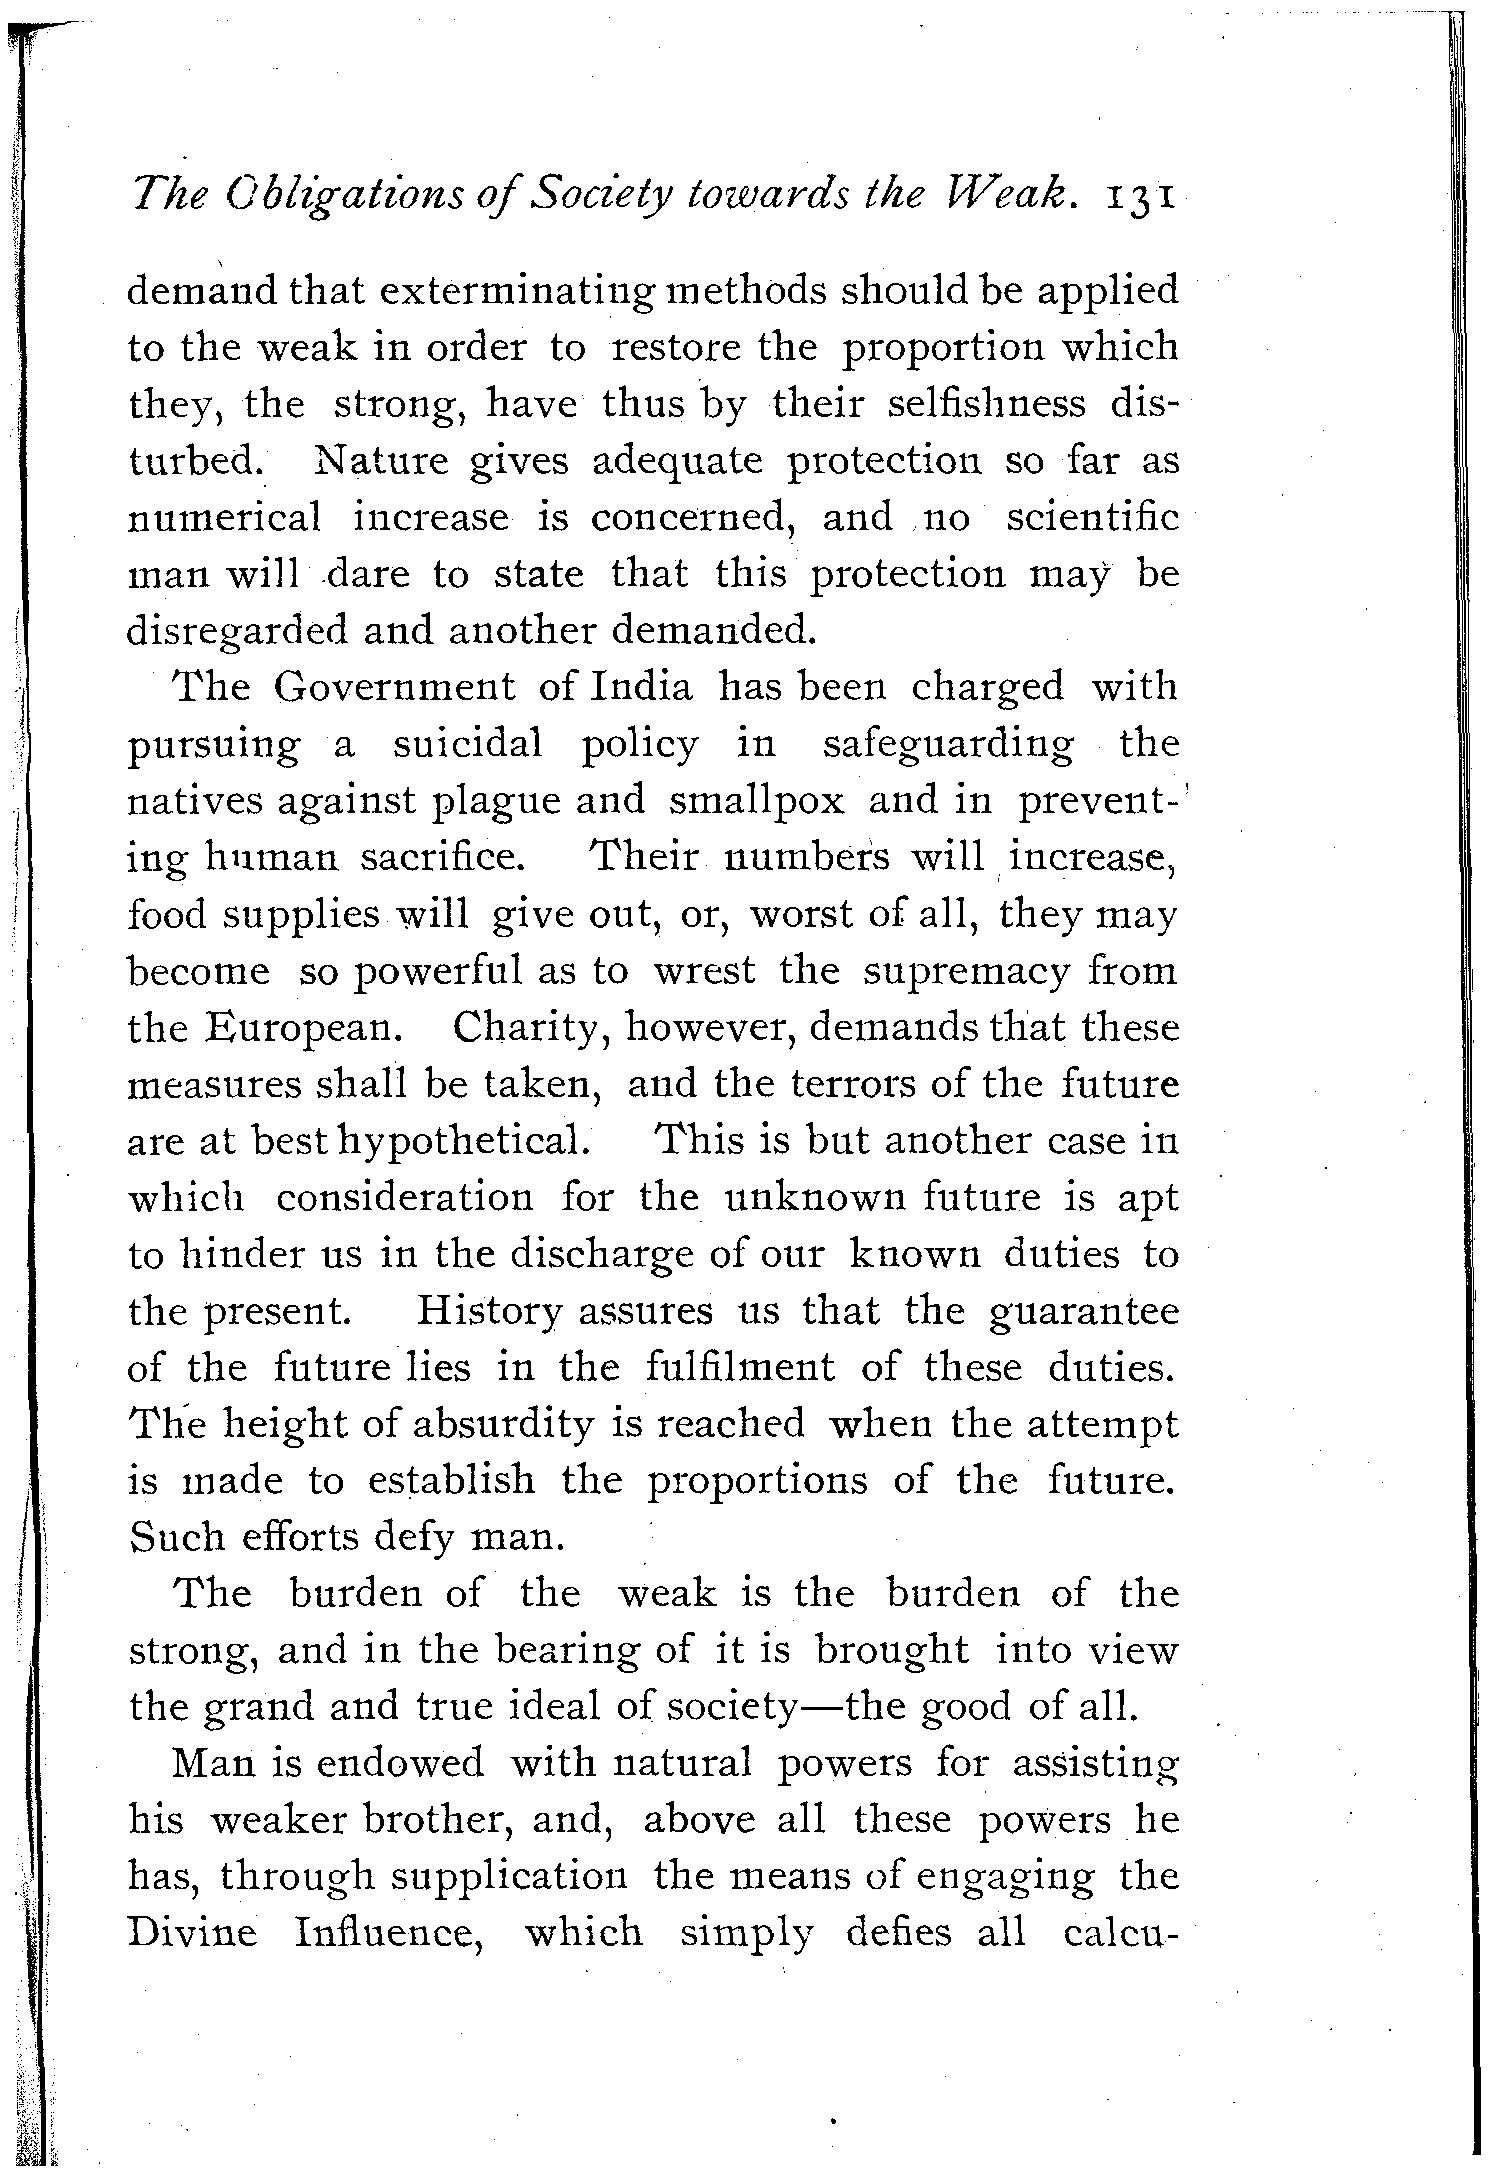 The Obligations of Society towards the Weak. 131
demand that exterminating methods should be applied
to the weak in order to restore the proportion which
they, the strong, have thus by their selfishness dis-
turbed. Nature gives adequate protection so far as
numerical increase is concerned, and no scientific
man will dare to state that this protection may be
disregarded and another demanded.
The Government of India has been charged with
pursuing a suicidal policy in safeguarding the
natives against plague and smallpox and in prevent-
ing human sacrifice. Their numbers will increase,
food supplies will give out, or, worst of all, they may
become so powerful as to wrest the supremacy from
the European. Charity, however, demands that these
measures shall be taken, and the terrors of the future
are at best hypothetical. This is but another case in
which consideration for the unknown future is apt
to hinder us in the discharge of our known duties to
the present. History assures us that the guarantee
of the future lies in the fulfilment of these duties.
The height of absurdity is reached when the attempt
is made to establish the proportions of the future.
Such efforts defy man.
The burden of the weak is the burden of the
strong, and in the bearing of it is brought into view
the grand and true ideal of society—the good of all.
Man is endowed with natural powers for assisting
his weaker brother, and, above all these powers he
has, through supplication the means of engaging the
Divine Influence, which simply defies all calcu-